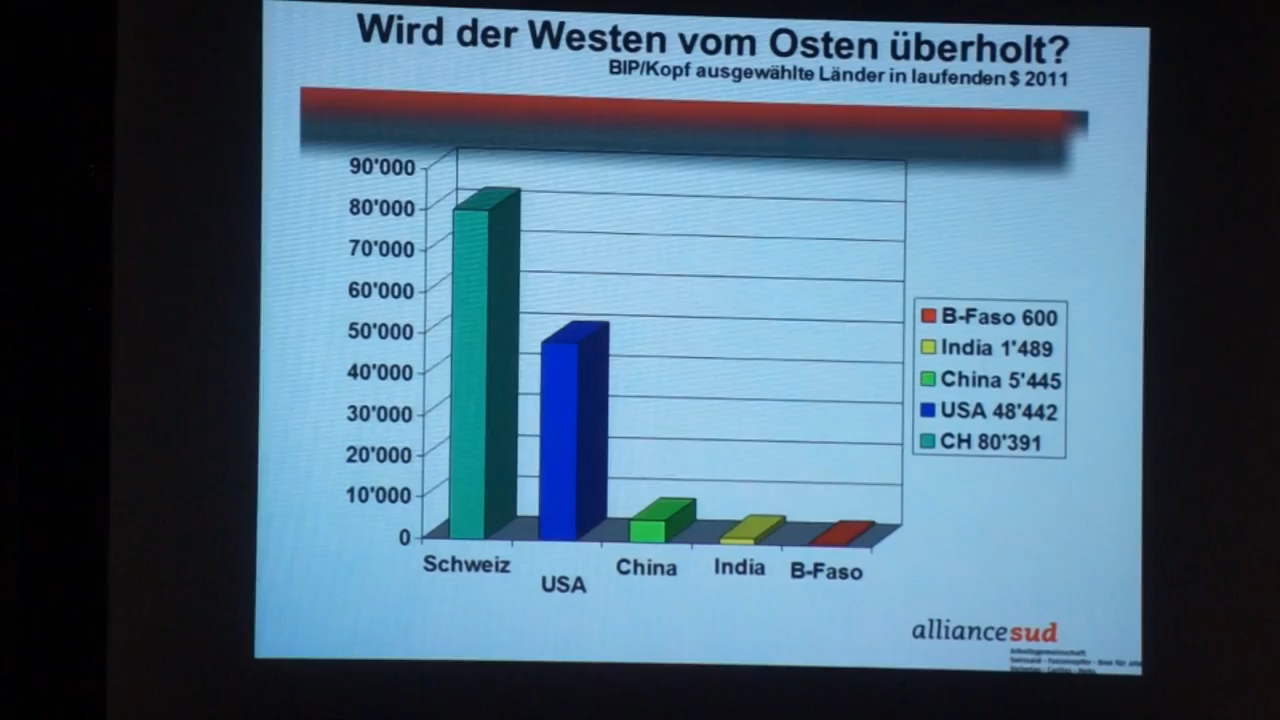 Wird der Westen vom Osten überholt?
BIP/Kopf ausgewählte Länder in laufenden $ 2011
90'000
80'000
70'000
60'000
50'000
40'000
30'000
20'000
10'000
0
Schweiz
USA
China
India
B-Faso
B-Faso 600
India 1'489
China 5'445
USA 48'442
CH 80'391
alliancesud
Arbeitsgemeinschaft